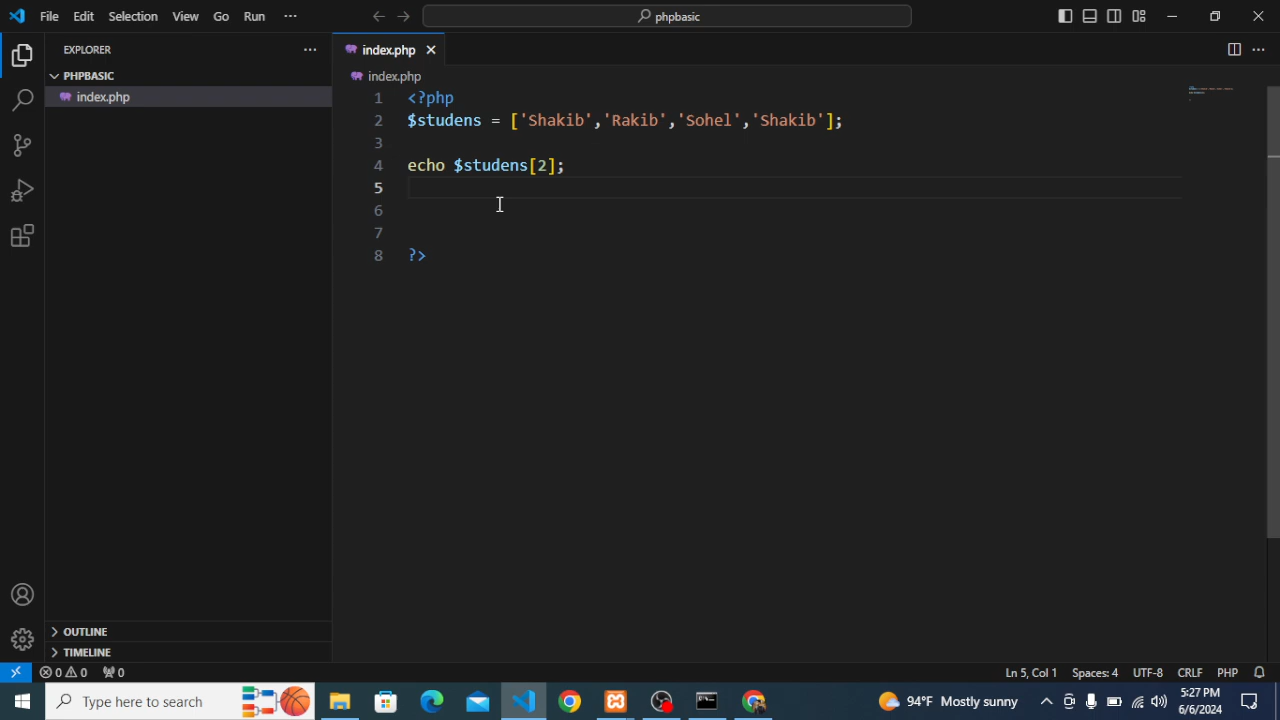 File Edit Selection View Go Run ··· phpbasic
EXPLORER ···
index.php
PHPBASIC
index.php
index.php
1 <?php
2 $studens = ['Shakib','Rakib','Sohel','Shakib'];
3
4 echo $studens[2];
5
6
7
8 ?>
OUTLINE
TIMELINE
0 0 0 Ln 5, Col 1 Spaces: 4 UTF-8 CRLF PHP
Type here to search 94°F Mostly sunny 5:27 PM
6/6/2024